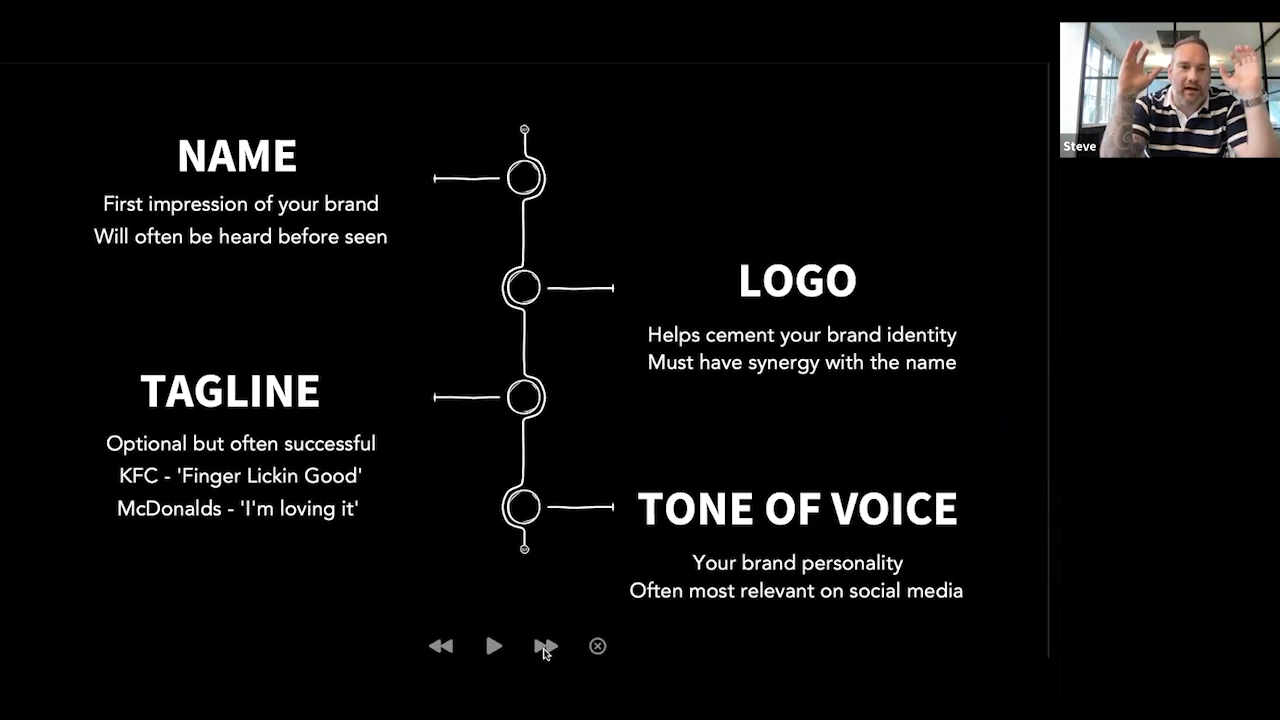 NAME
First impression of your brand
Will often be heard before seen
LOGO
Helps cement your brand identity
Must have synergy with the name
TAGLINE
Optional but often successful
KFC - 'Finger Lickin Good'
McDonalds - 'I'm loving it'
TONE OF VOICE
Your brand personality
Often most relevant on social media
Steve